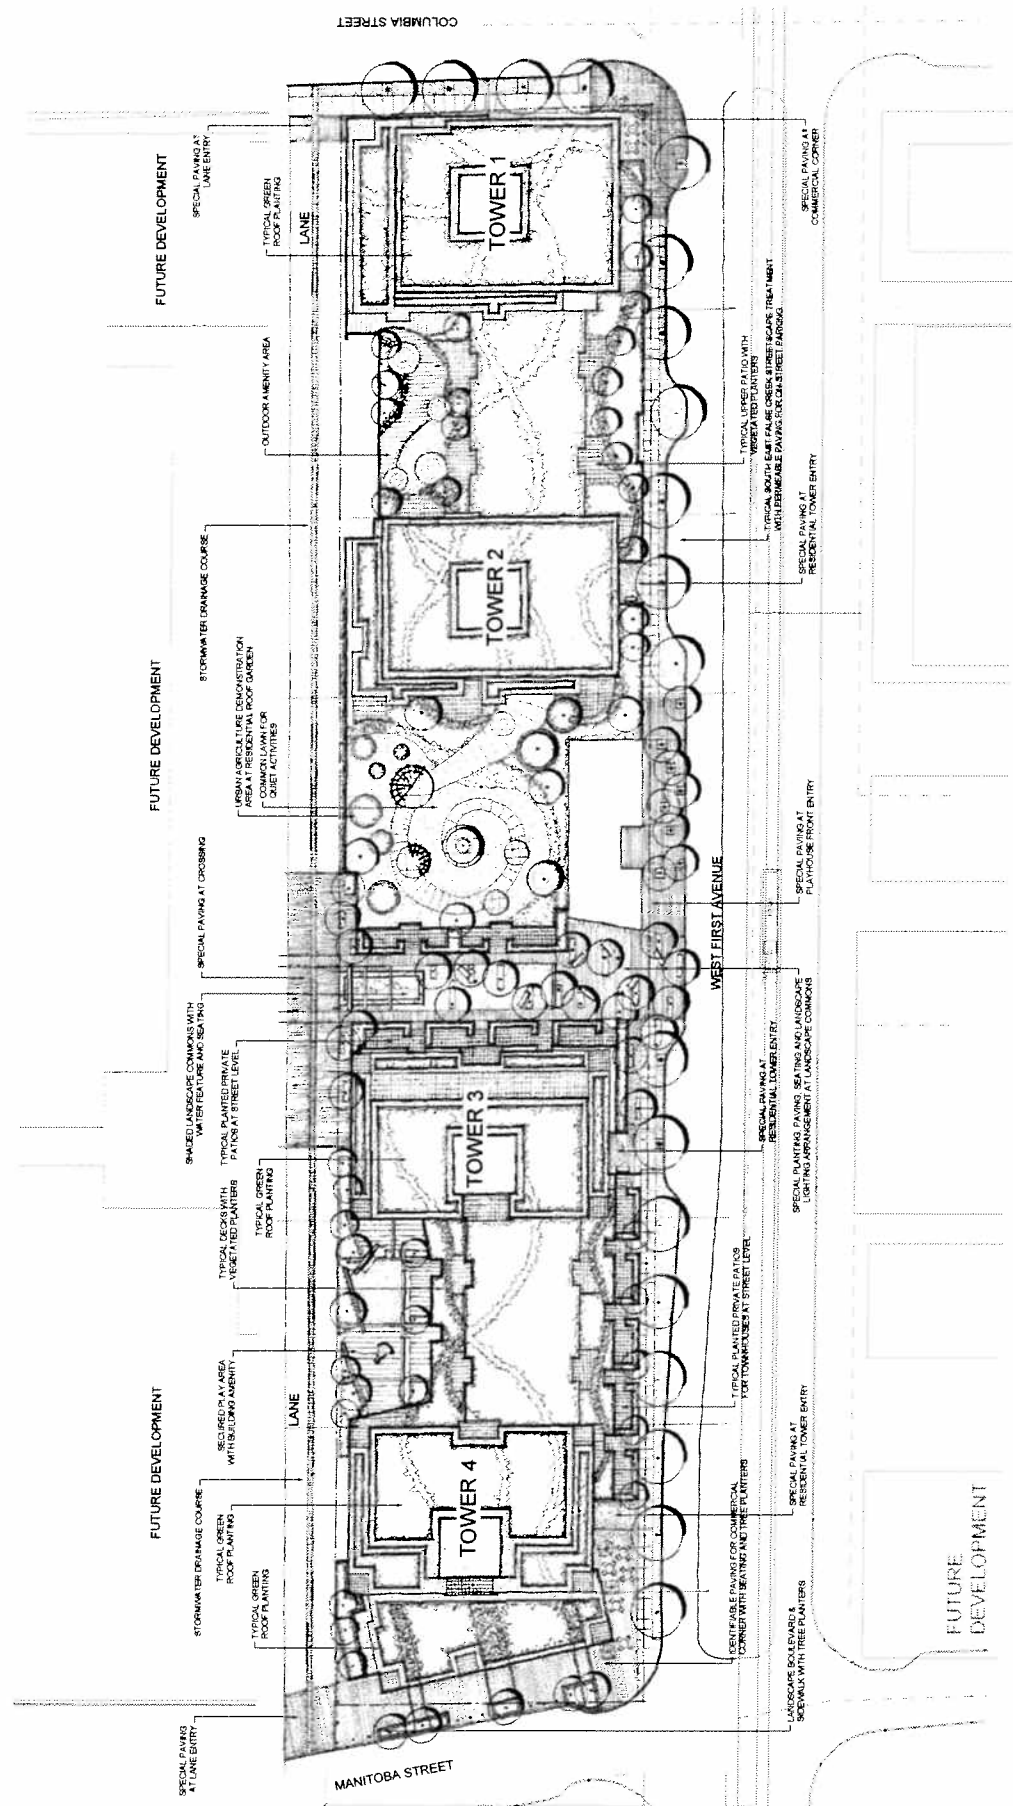 COLUMBIA STREET
FUTURE DEVELOPMENT
SPECIAL PAVING AT
LANE ENTRY
TYPICAL GREEN
ROOF PLANTING
LANE
TOWER 1
SPECIAL PAVING AT
COMMERCIAL CORNER
OUTDOOR AMENITY AREA
TYPICAL UPPER PATIO WITH
VEGETATED PLANTERS
TYPICAL SOUTH EAST FALSE CREEK STREETSCAPE TREATMENT
WITH PERMEABLE PAVING FOR ON-STREET PARKING.
STORMWATER DRAINAGE COURSE
TOWER 2
SPECIAL PAVING AT
RESIDENTIAL TOWER ENTRY
FUTURE DEVELOPMENT
URBAN AGRICULTURE DEMONSTRATION
AREA AT RESIDENTIAL ROOF GARDEN
COMMON LAWN FOR
QUIET ACTIVITIES
SPECIAL PAVING AT CROSSING
SPECIAL PAVING AT
PLAYHOUSE FRONT ENTRY
WEST FIRST AVENUE
SHADED LANDSCAPE COMMONS WITH
WATER FEATURE AND SEATING
TYPICAL PLANTED PRIVATE
PATIOS AT STREET LEVEL
SPECIAL PLANTING, PAVING, SEATING AND LANDSCAPE
LIGHTING ARRANGEMENT AT LANDSCAPE COMMONS
SPECIAL PAVING AT
RESIDENTIAL TOWER ENTRY
TOWER 3
TYPICAL GREEN
ROOF PLANTING
TYPICAL DECKS WITH
VEGETATED PLANTERS
TYPICAL PLANTED PRIVATE PATIOS
FOR TOWNHOUSES AT STREET LEVEL
FUTURE DEVELOPMENT
SECURED PLAY AREA
WITH BUILDING AMENITY
LANE
SPECIAL PAVING AT
RESIDENTIAL TOWER ENTRY
TOWER 4
STORMWATER DRAINAGE COURSE
TYPICAL GREEN
ROOF PLANTING
TYPICAL GREEN
ROOF PLANTING
IDENTIFIABLE PAVING FOR COMMERCIAL
CORNER WITH SEATING AND TREE PLANTERS
LANDSCAPE BOULEVARD &
SIDEWALK WITH TREE PLANTERS
FUTURE
DEVELOPMENT
SPECIAL PAVING
AT LANE ENTRY
MANITOBA STREET